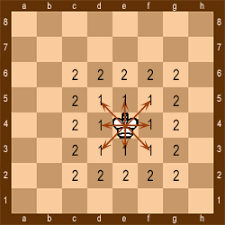 a b c d e f g h
8 8
7 7
6 2 2 2 2 2 6
5 2 1 1 1 2 5
4 2 1 1 2 4
3 2 1 1 1 2 3
2 2 2 2 2 2 2
1 1
a b c d e f g h